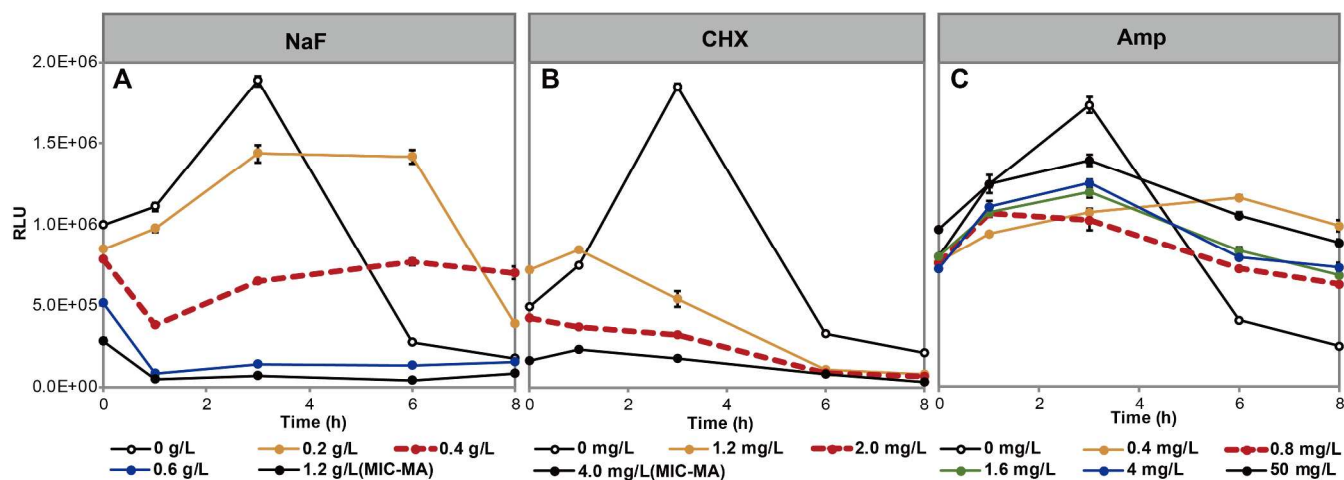 NaF CHX Amp
A B C
2.0E+06
1.5E+06
1.0E+06
5.0E+05
0.0E+00
RLU
0 2 4 6 8 0 2 4 6 8 0 2 4 6 8
Time (h) Time (h) Time (h)
0 g/L 0.2 g/L 0.4 g/L 0 mg/L 1.2 mg/L 2.0 mg/L 0 mg/L 0.4 mg/L 0.8 mg/L
0.6 g/L 1.2 g/L(MIC-MA) 4.0 mg/L(MIC-MA) 1.6 mg/L 4 mg/L 50 mg/L